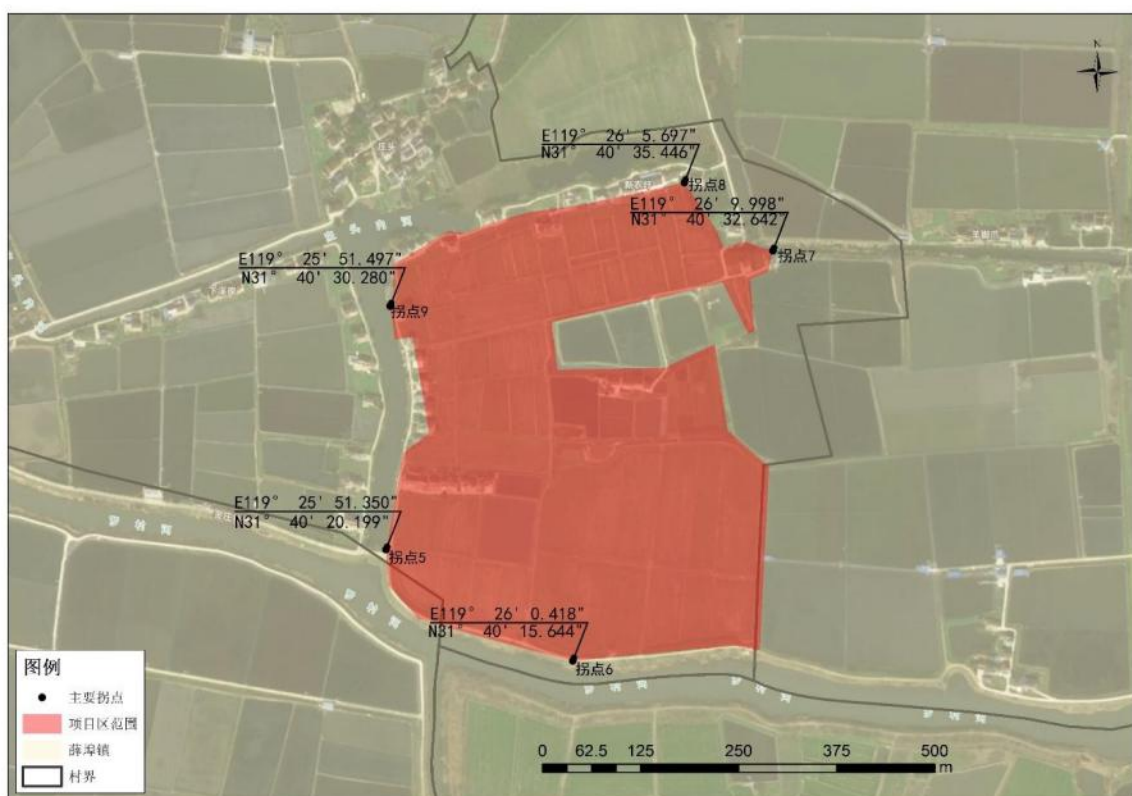 N
庄头
E119° 26' 5.697"
N31° 40' 35.446"
拐点8
E119° 26' 9.998"
N31° 40' 32.642"
拐点7
E119° 25' 51.497"
N31° 40' 30.280"
拐点9
E119° 25' 51.350"
N31° 40' 20.199"
拐点5
E119° 26' 0.418"
N31° 40' 15.644"
拐点6
图例
主要拐点
项目区范围
薛埠镇
村界
0 62.5 125 250 375 500
m